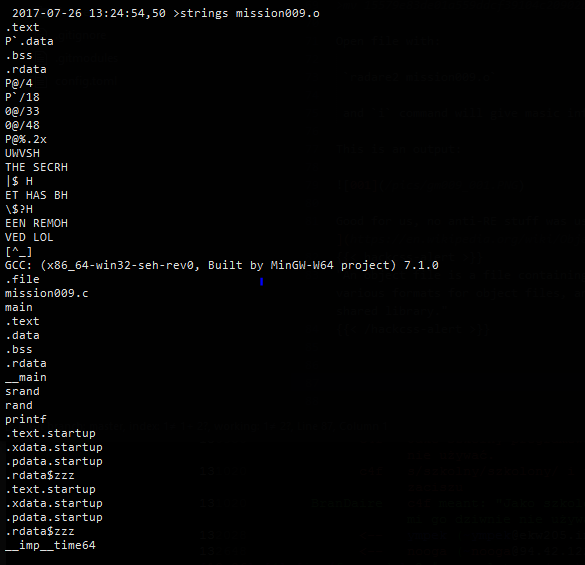 2017-07-26 13:24:54,50 >strings mission009.o
.text
P`.data
.bss
.rdata
P@/4
P`/18
0@/33
0@/48
P@%.2x
UWVSH
THE SECRH
|$ H
ET HAS BH
\$?H
EEN REMOH
VED LOL
[^_]
GCC: (x86_64-win32-seh-rev0, Built by MinGW-W64 project) 7.1.0
.file
mission009.c
main
.text
.data
.bss
.rdata
__main
srand
rand
printf
.text.startup
.xdata.startup
.pdata.startup
.rdata$zzz
.text.startup
.xdata.startup
.pdata.startup
.rdata$zzz
__imp__time64